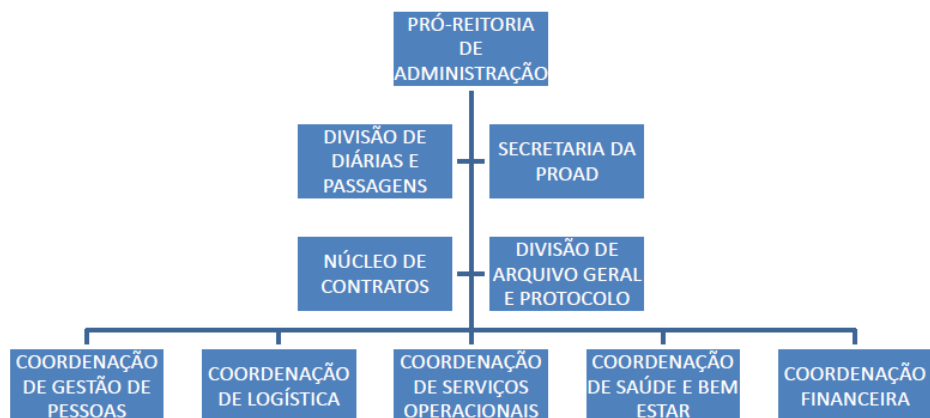 PRÓ-REITORIA
DE
ADMINISTRAÇÃO
DIVISÃO DE
DIÁRIAS E
PASSAGENS
SECRETARIA DA
PROAD
NÚCLEO DE
CONTRATOS
DIVISÃO DE
ARQUIVO GERAL
E PROTOCOLO
COORDENAÇÃO
DE GESTÃO DE
PESSOAS
COORDENAÇÃO
DE LOGÍSTICA
COORDENAÇÃO
DE SERVIÇOS
OPERACIONAIS
COORDENAÇÃO
DE SAÚDE E BEM
ESTAR
COORDENAÇÃO
FINANCEIRA